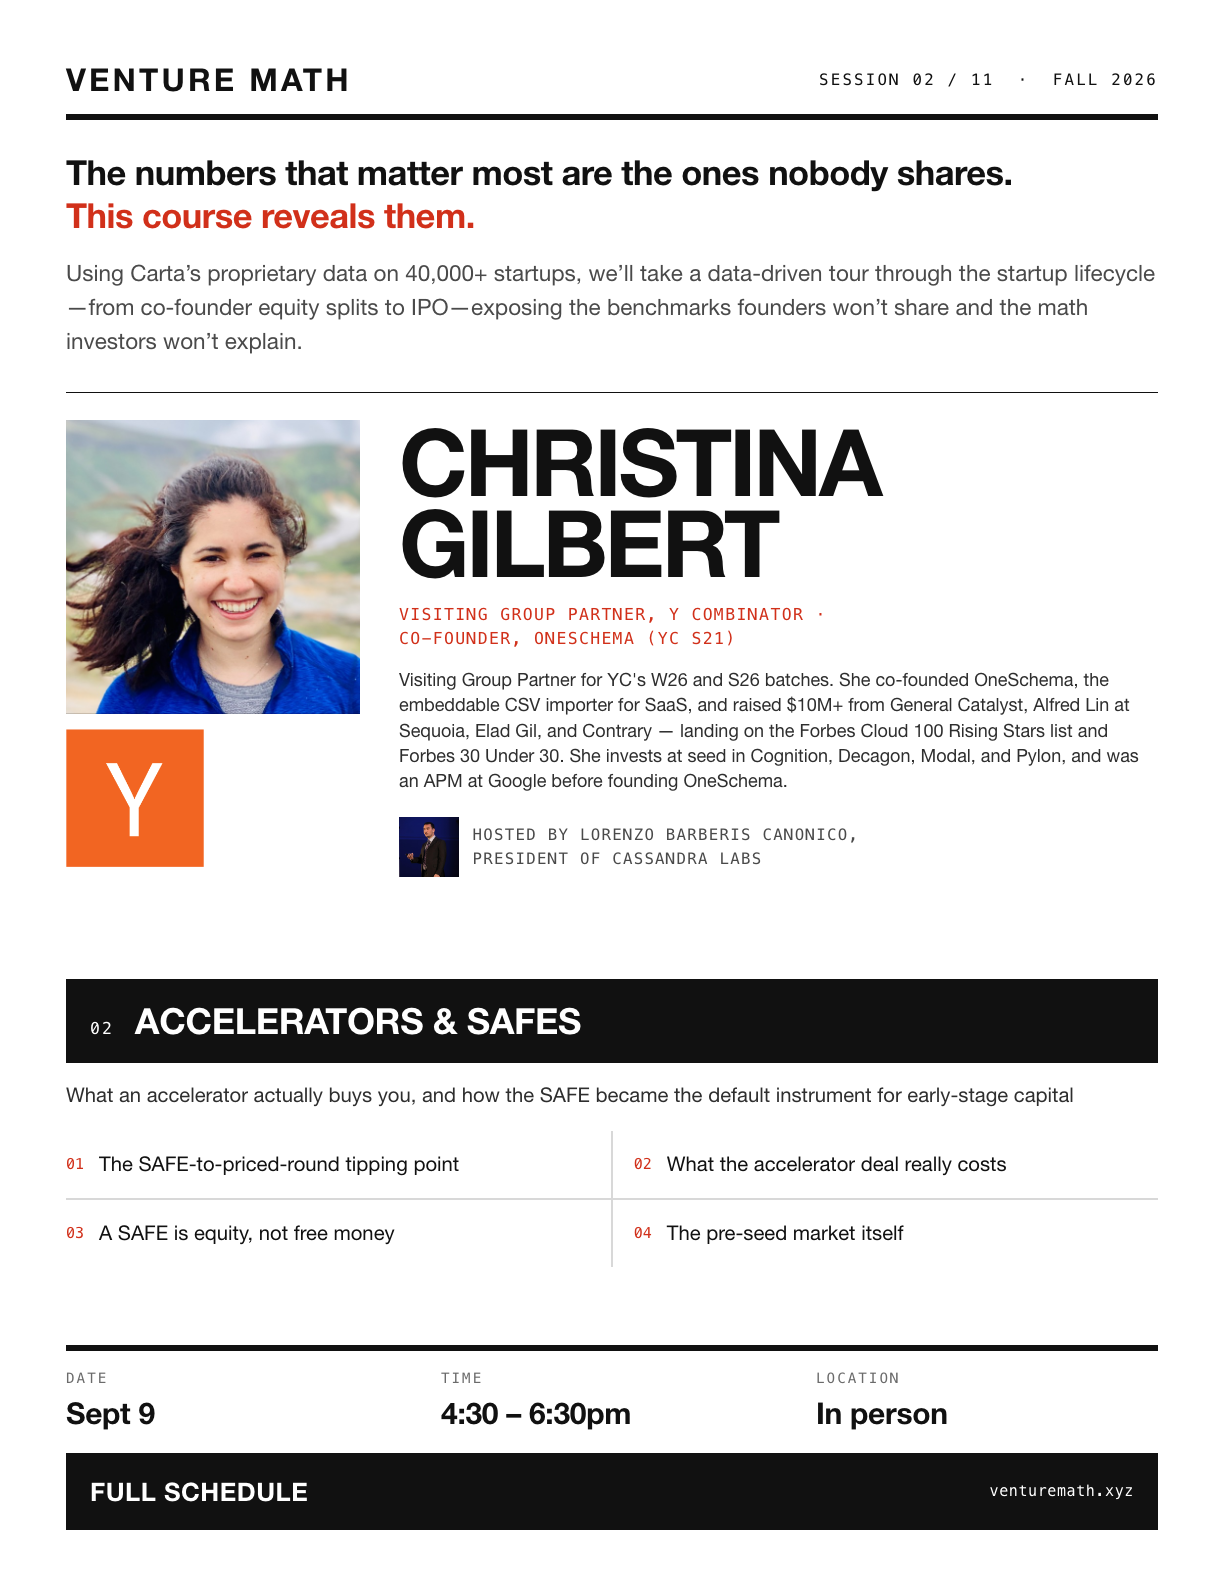 VENTURE MATH
SESSION 02 / 11 · FALL 2026
The numbers that matter most are the ones nobody shares.
This course reveals them.
Using Carta’s proprietary data on 40,000+ startups, we’ll take a data-driven tour through the startup lifecycle
—from co-founder equity splits to IPO—exposing the benchmarks founders won’t share and the math
investors won’t explain.
CHRISTINA
GILBERT
VISITING GROUP PARTNER, Y COMBINATOR ·
CO-FOUNDER, ONESCHEMA (YC S21)
Visiting Group Partner for YC's W26 and S26 batches. She co-founded OneSchema, the
embeddable CSV importer for SaaS, and raised $10M+ from General Catalyst, Alfred Lin at
Sequoia, Elad Gil, and Contrary — landing on the Forbes Cloud 100 Rising Stars list and
Forbes 30 Under 30. She invests at seed in Cognition, Decagon, Modal, and Pylon, and was
an APM at Google before founding OneSchema.
Y
HOSTED BY LORENZO BARBERIS CANONICO,
PRESIDENT OF CASSANDRA LABS
02 ACCELERATORS & SAFES
What an accelerator actually buys you, and how the SAFE became the default instrument for early-stage capital
01 The SAFE-to-priced-round tipping point
02 What the accelerator deal really costs
03 A SAFE is equity, not free money
04 The pre-seed market itself
DATE
Sept 9
TIME
4:30 – 6:30pm
LOCATION
In person
FULL SCHEDULE
venturemath.xyz